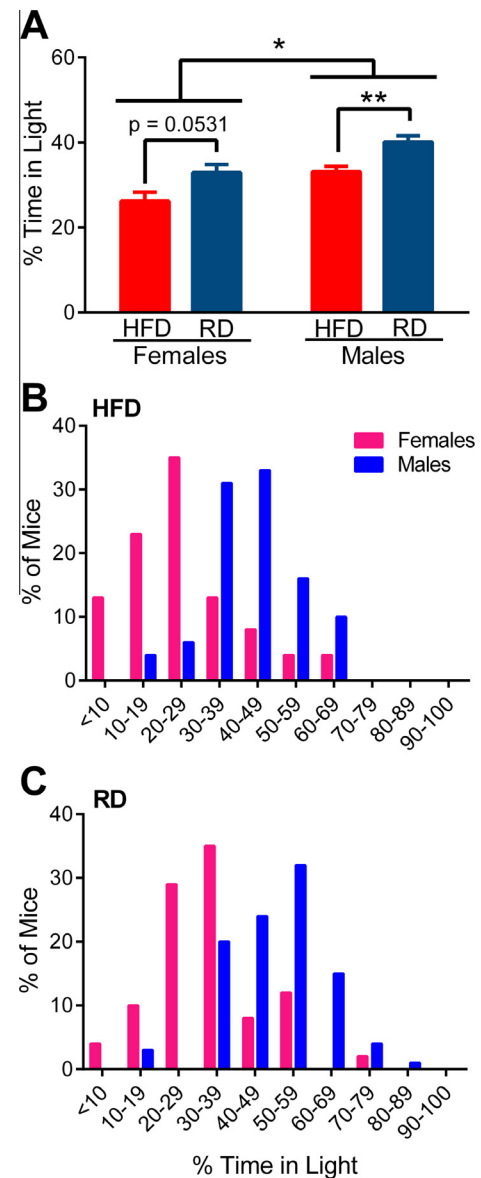 A
*
60
p = 0.0531
**
40
20
0
% Time in Light
HFD RD HFD RD
Females Males
B
HFD
40
Females
Males
30
20
10
0
% of Mice
<10 10-19 20-29 30-39 40-49 50-59 60-69 70-79 80-89 90-100
C
RD
40
30
20
10
0
% of Mice
<10 10-19 20-29 30-39 40-49 50-59 60-69 70-79 80-89 90-100
% Time in Light